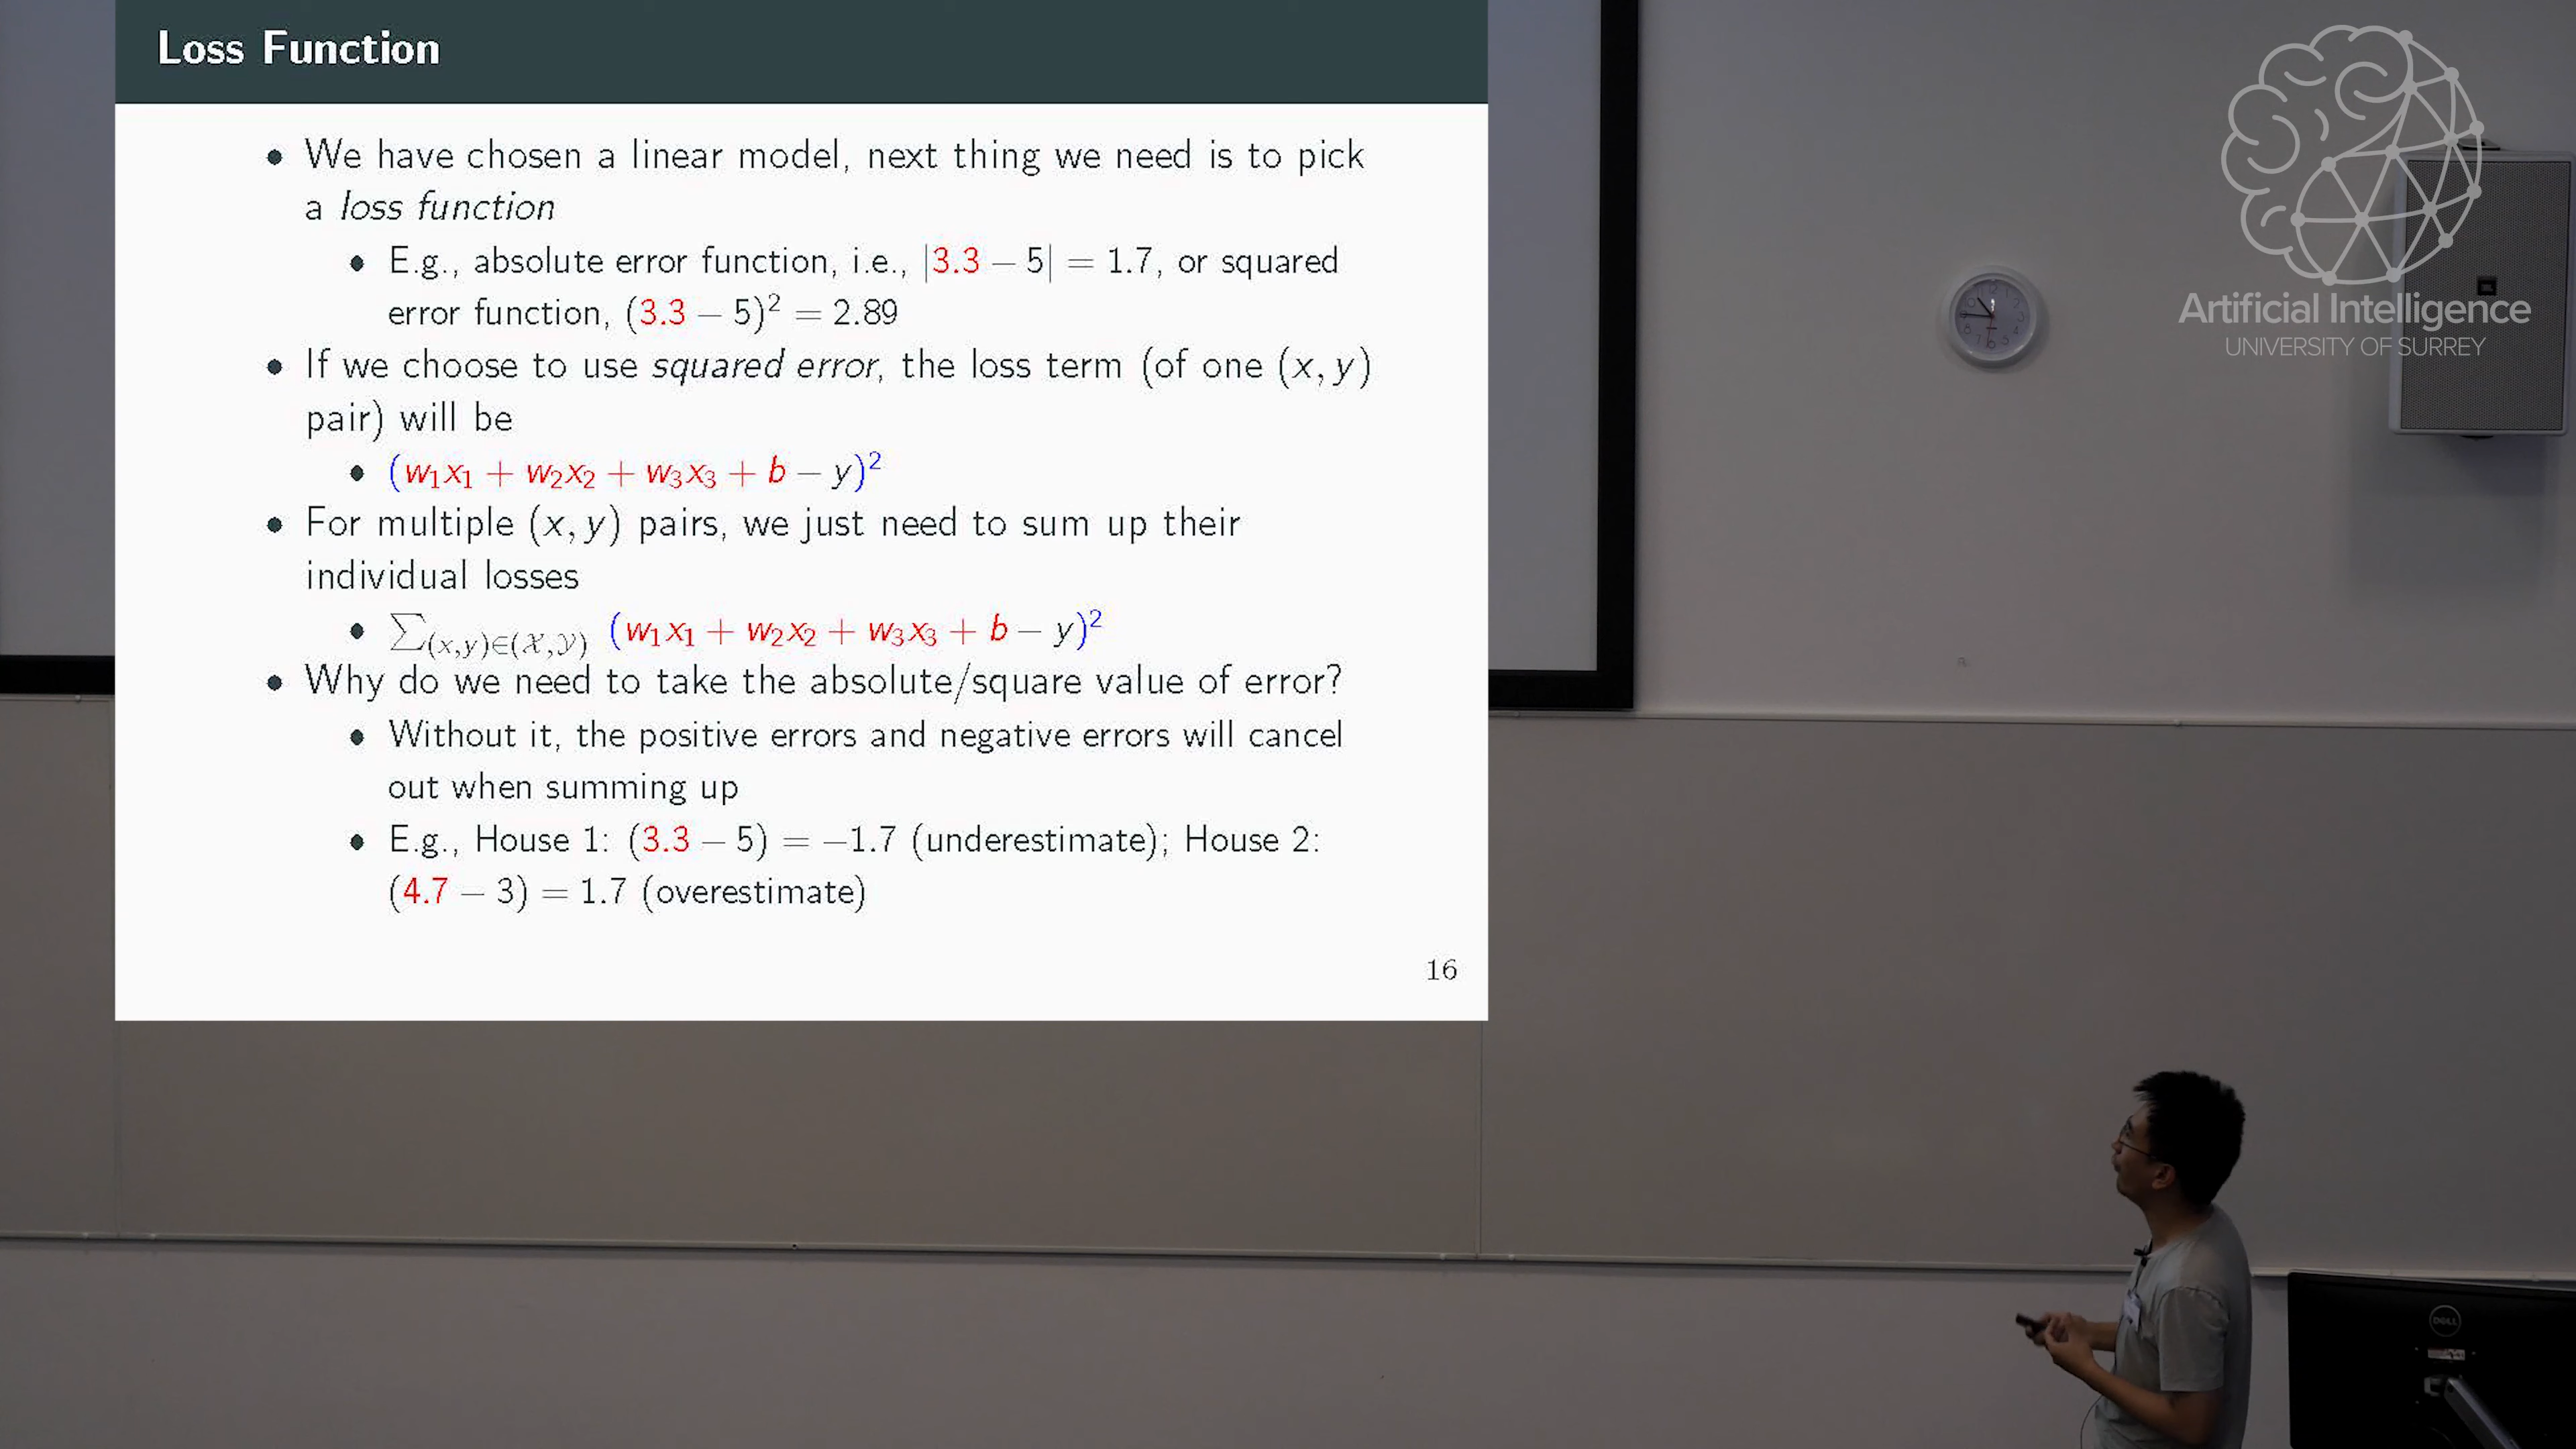 Loss Function
• We have chosen a linear model, next thing we need is to pick
a loss function
• E.g., absolute error function, i.e., |3.3 − 5| = 1.7, or squared
error function, (3.3 − 5)² = 2.89
• If we choose to use squared error, the loss term (of one (x, y)
pair) will be
• (w₁x₁ + w₂x₂ + w₃x₃ + b − y)²
• For multiple (x, y) pairs, we just need to sum up their
individual losses
• ∑₍ₓ,ᵧ₎∈(𝒳,𝒴) (w₁x₁ + w₂x₂ + w₃x₃ + b − y)²
• Why do we need to take the absolute/square value of error?
• Without it, the positive errors and negative errors will cancel
out when summing up
• E.g., House 1: (3.3 − 5) = −1.7 (underestimate); House 2:
(4.7 − 3) = 1.7 (overestimate)
16
Artificial Intelligence
UNIVERSITY OF SURREY
DELL